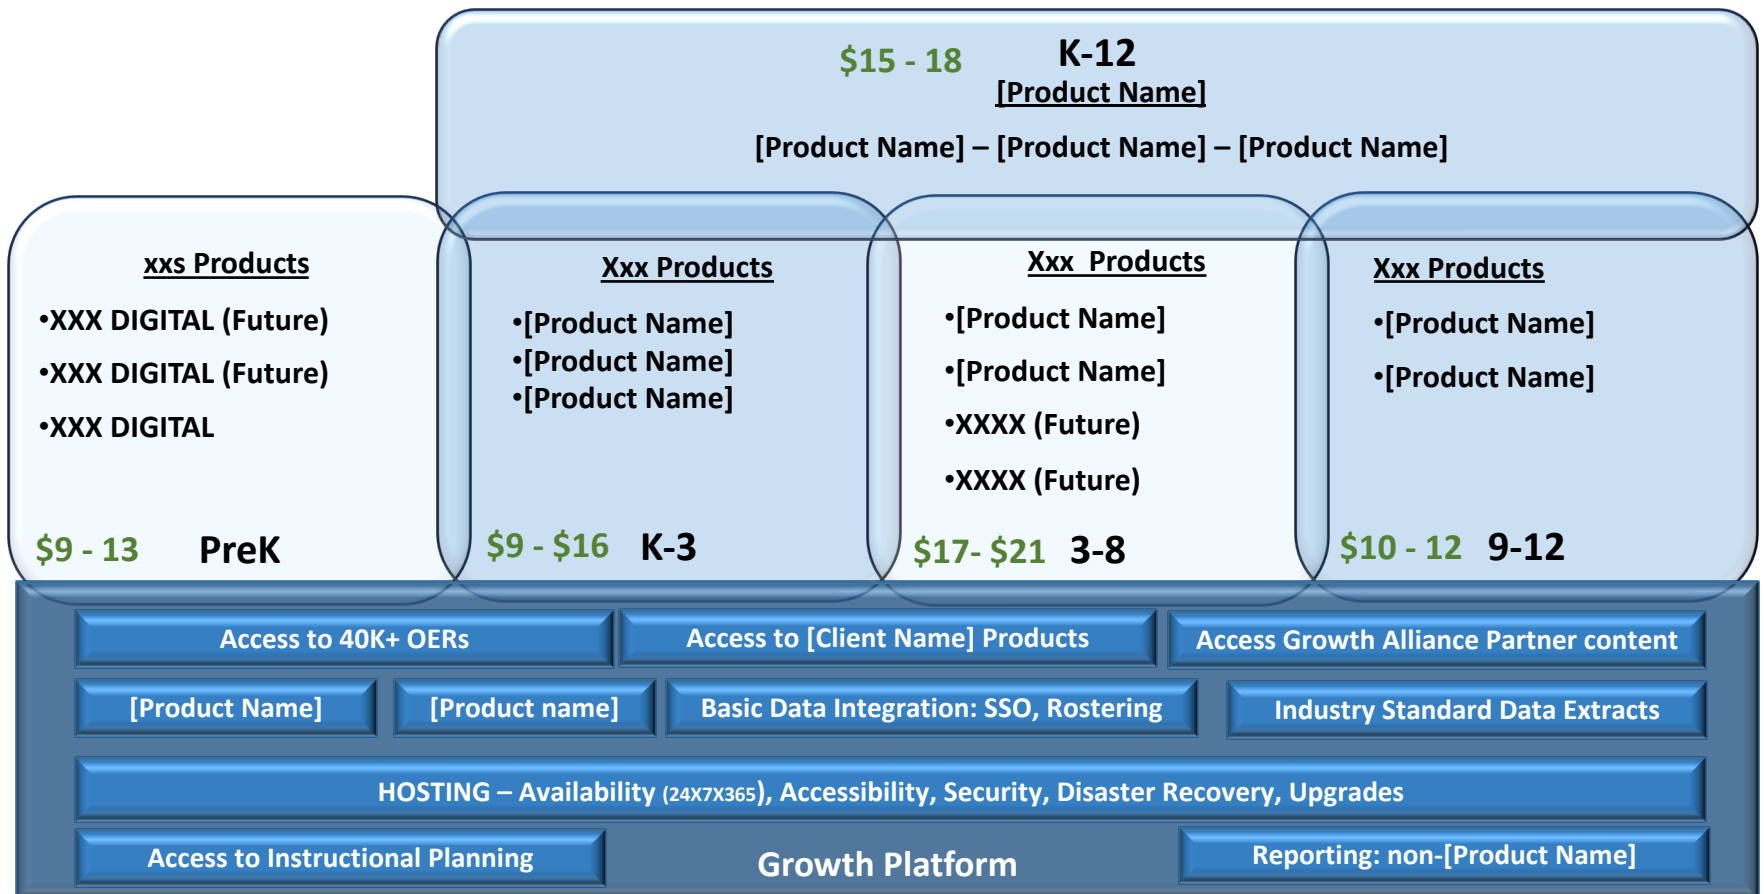 $15 - 18 K-12
[Product Name]
[Product Name] – [Product Name] – [Product Name]
xxs Products
•XXX DIGITAL (Future)
•XXX DIGITAL (Future)
•XXX DIGITAL
$9 - 13 PreK
Xxx Products
•[Product Name]
•[Product Name]
•[Product Name]
$9 - $16 K-3
Xxx Products
•[Product Name]
•[Product Name]
•XXXX (Future)
•XXXX (Future)
$17- $21 3-8
Xxx Products
•[Product Name]
•[Product Name]
$10 - 12 9-12
Access to 40K+ OERs
Access to [Client Name] Products
Access Growth Alliance Partner content
[Product Name]
[Product name]
Basic Data Integration: SSO, Rostering
Industry Standard Data Extracts
HOSTING – Availability (24X7X365), Accessibility, Security, Disaster Recovery, Upgrades
Access to Instructional Planning
Growth Platform
Reporting: non-[Product Name]